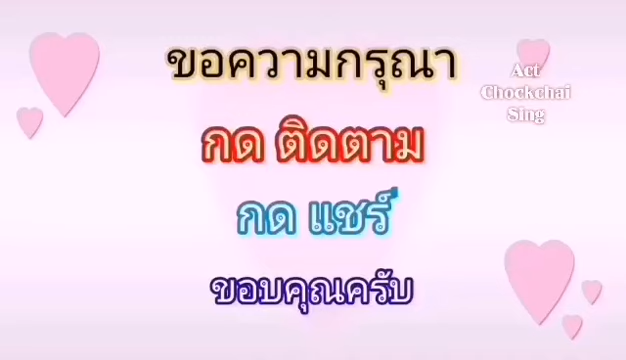 ขอความกรุณา
กด ติดตาม
กด แชร์
ขอบคุณครับ
Act
Chockchai
Sing